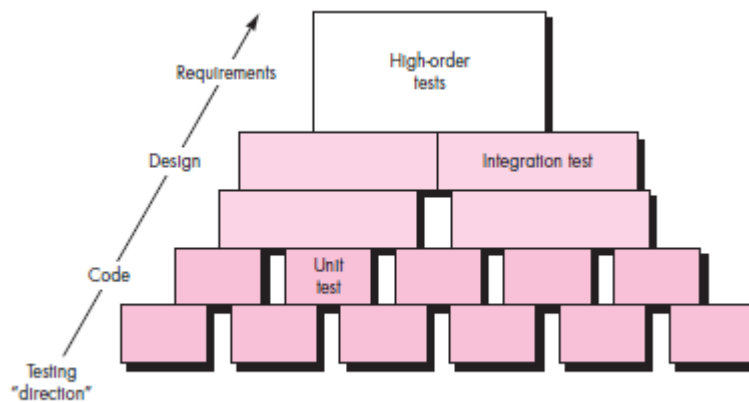 High-order
tests
Requirements
Design
Integration test
Code
Unit
test
Testing
"direction"